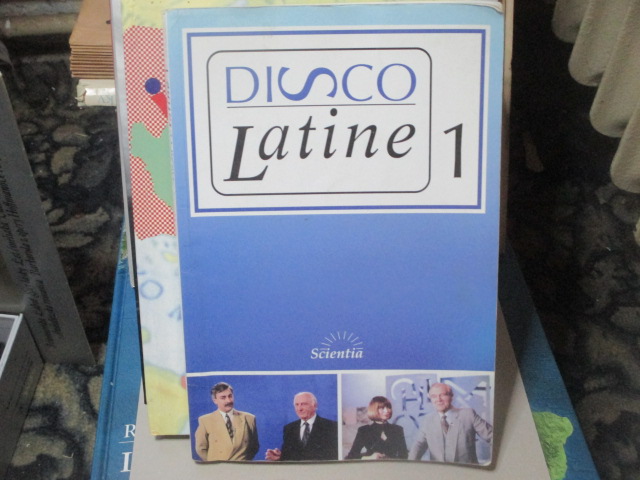 DISCO
Latine 1
Scientia